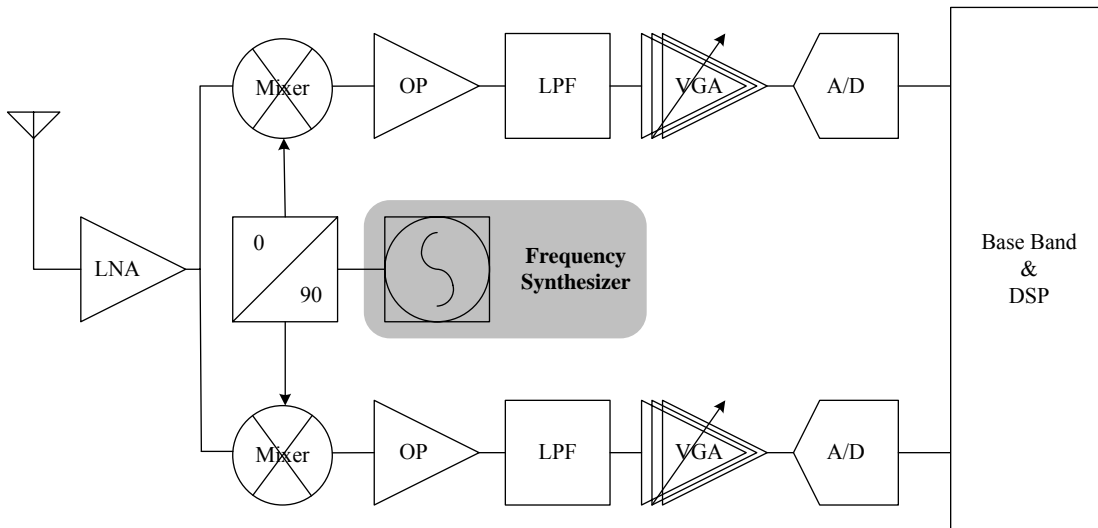 Mixer
OP
LPF
VGA
A/D
LNA
0
90
Frequency
Synthesizer
Base Band
&
DSP
Mixer
OP
LPF
VGA
A/D